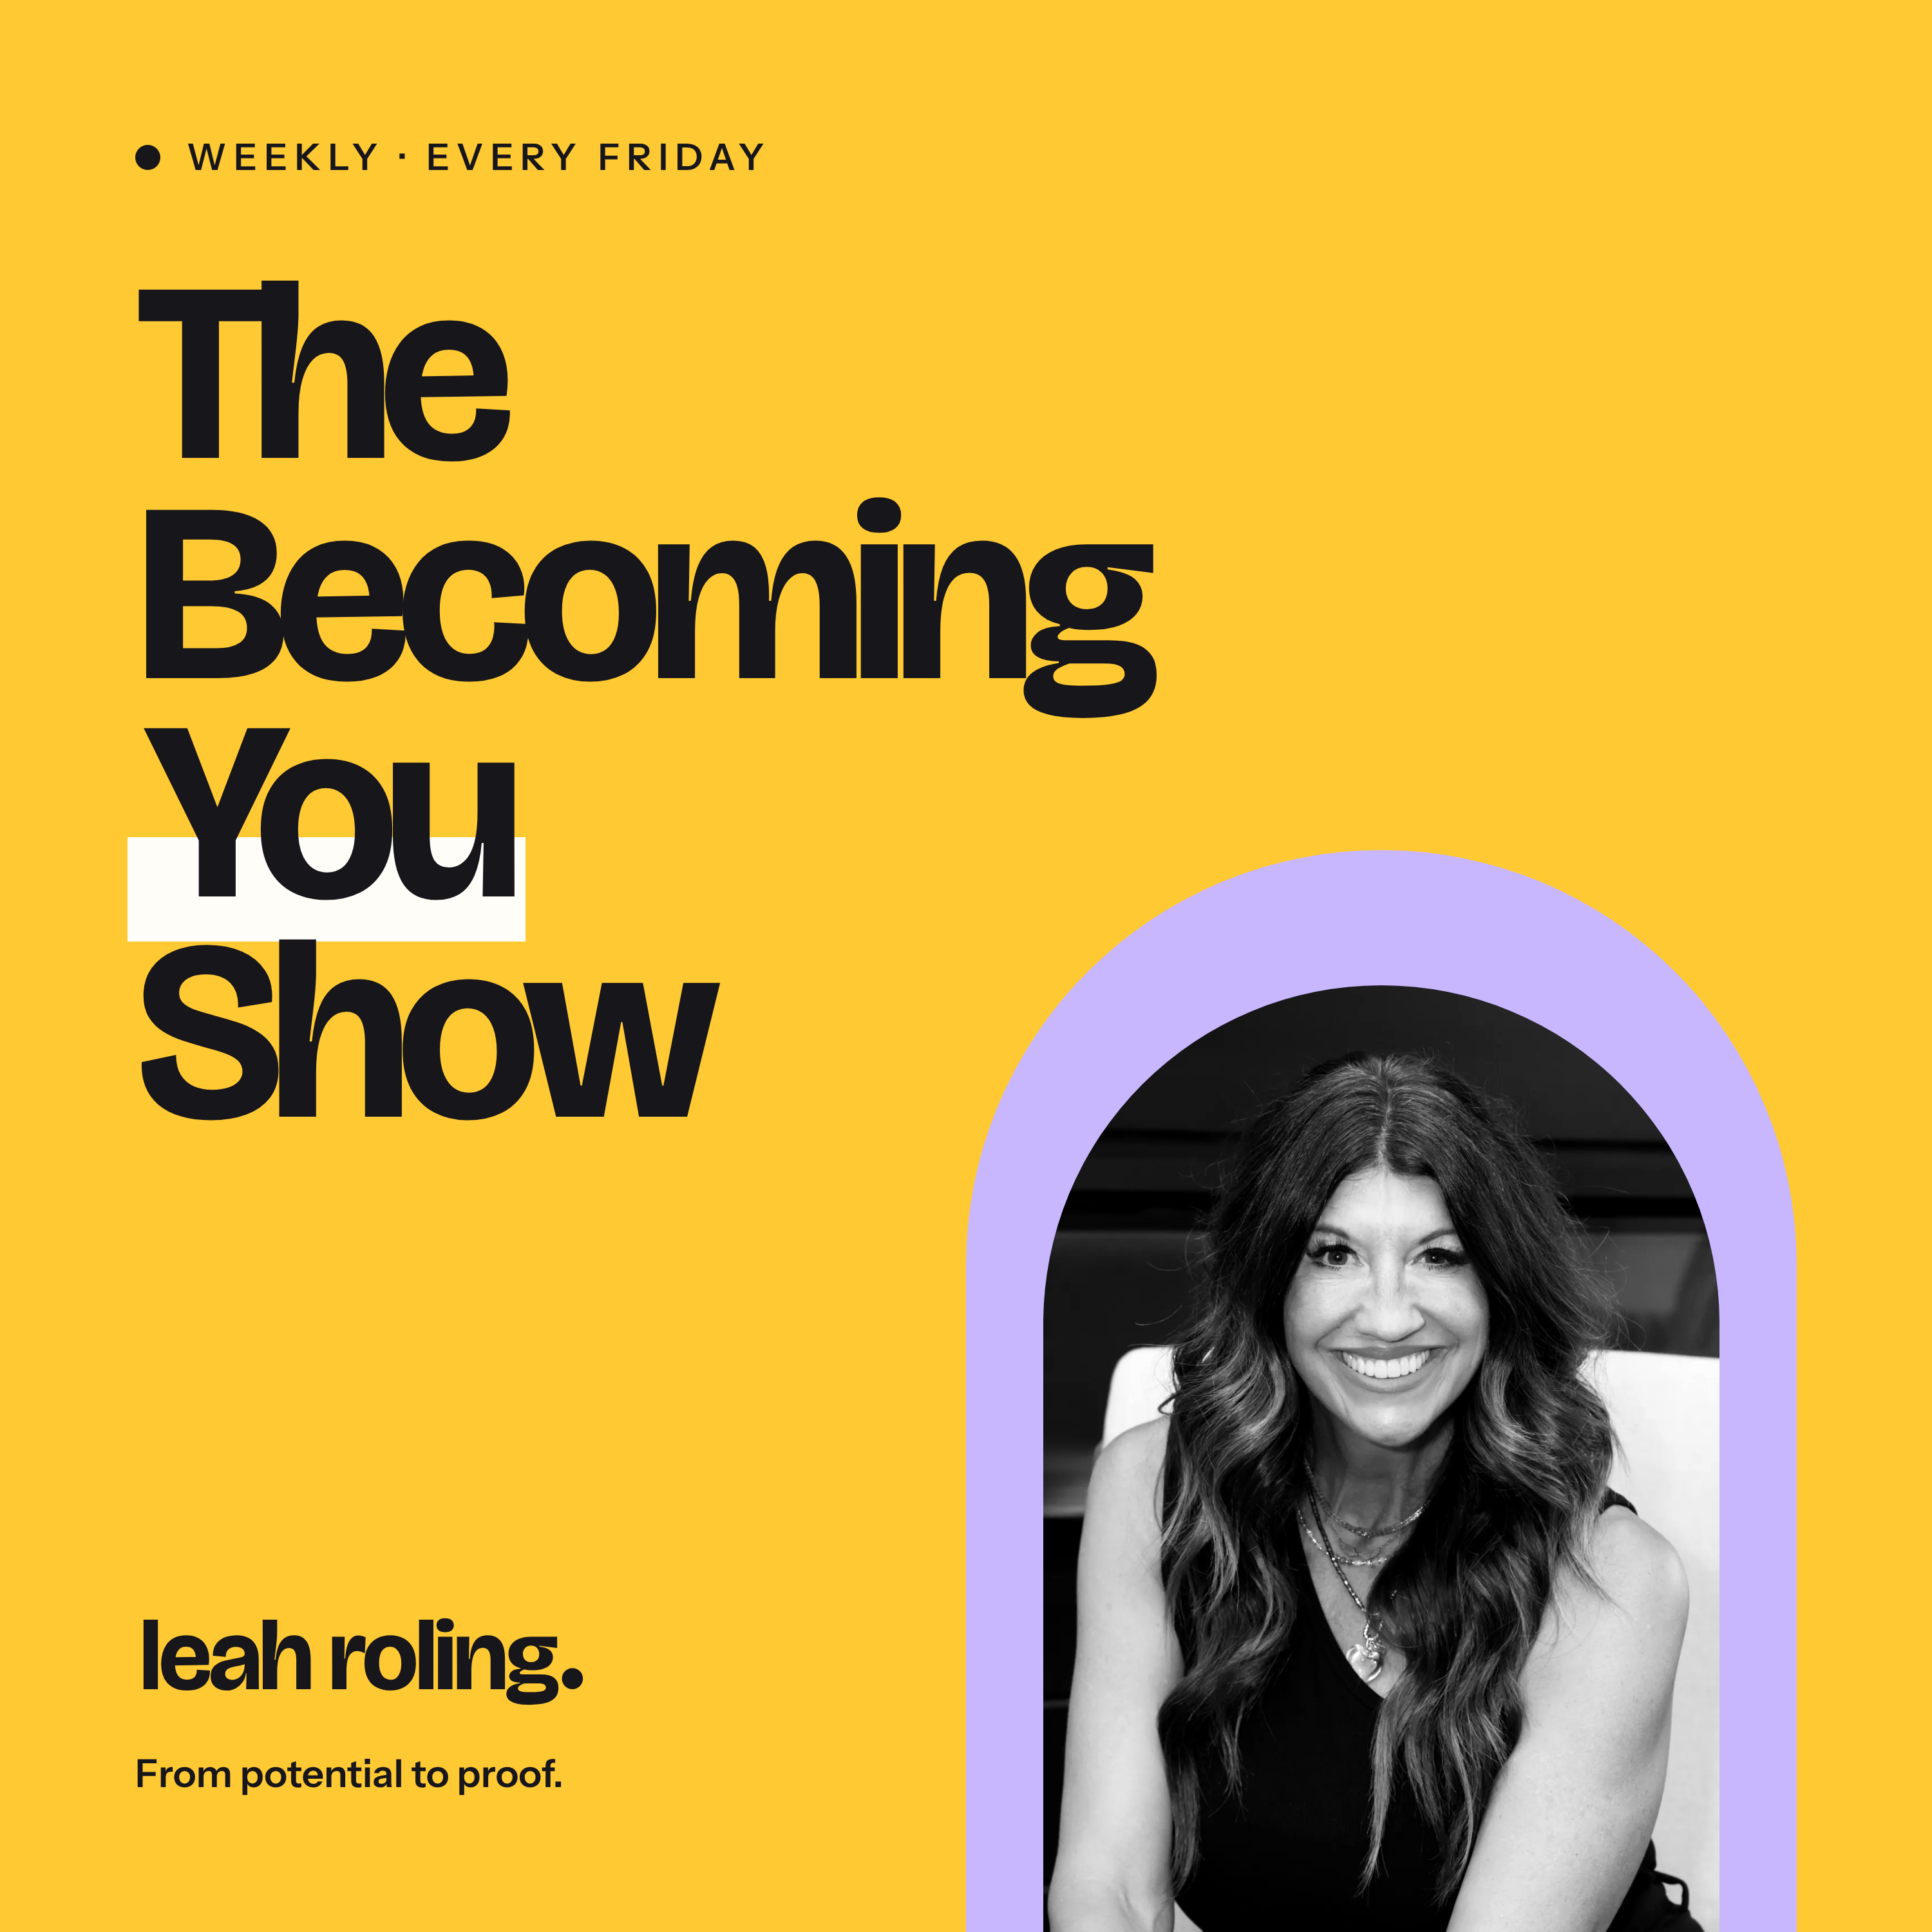 WEEKLY · EVERY FRIDAY
The
Becoming
You
Show
leah roling.
From potential to proof.